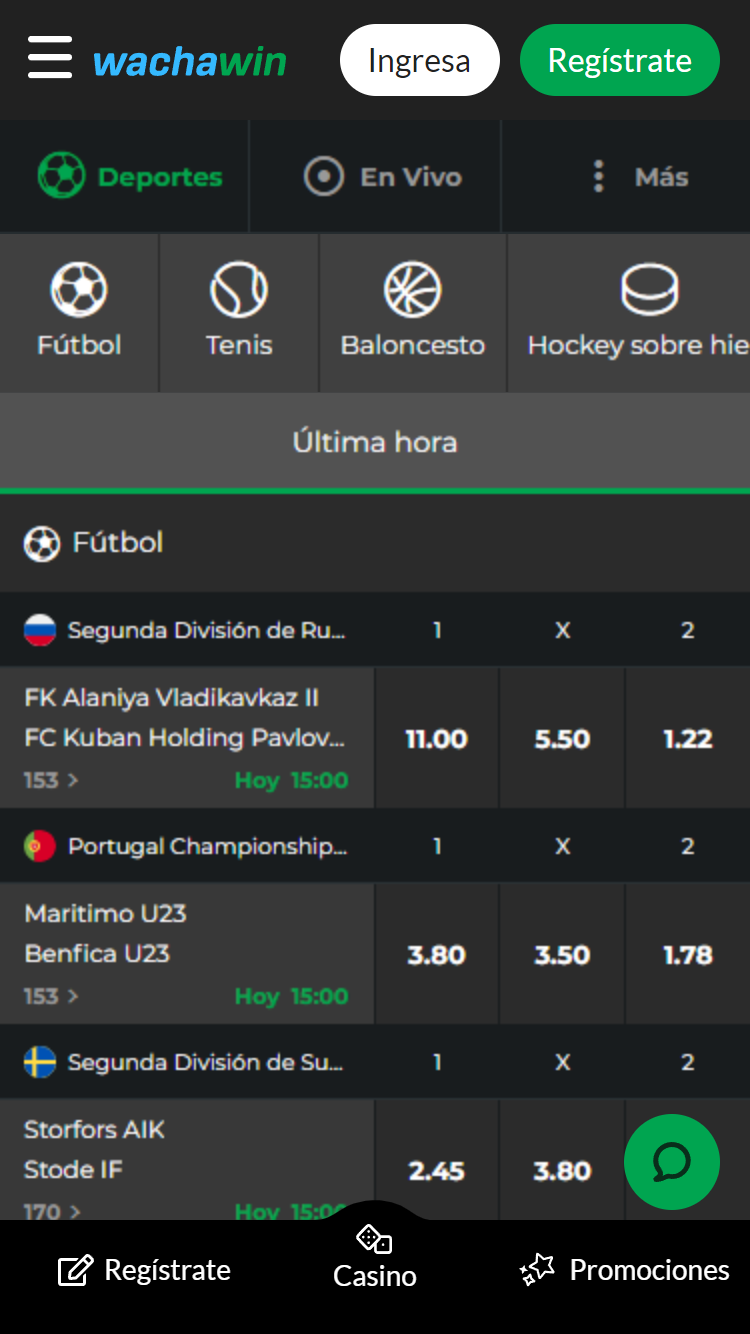 wachawin
Ingresa
Regístrate
Deportes
En Vivo
Más
Fútbol
Tenis
Baloncesto
Hockey sobre hie
Última hora
Fútbol
Segunda División de Ru... 1 X 2
FK Alaniya Vladikavkaz II
FC Kuban Holding Pavlov...
11.00 5.50 1.22
153 > Hoy 15:00
Portugal Championship... 1 X 2
Maritimo U23
Benfica U23
3.80 3.50 1.78
153 > Hoy 15:00
Segunda División de Su... 1 X 2
Storfors AIK
Stode IF
2.45 3.80
170 > Hoy 15:00
Regístrate
Casino
Promociones